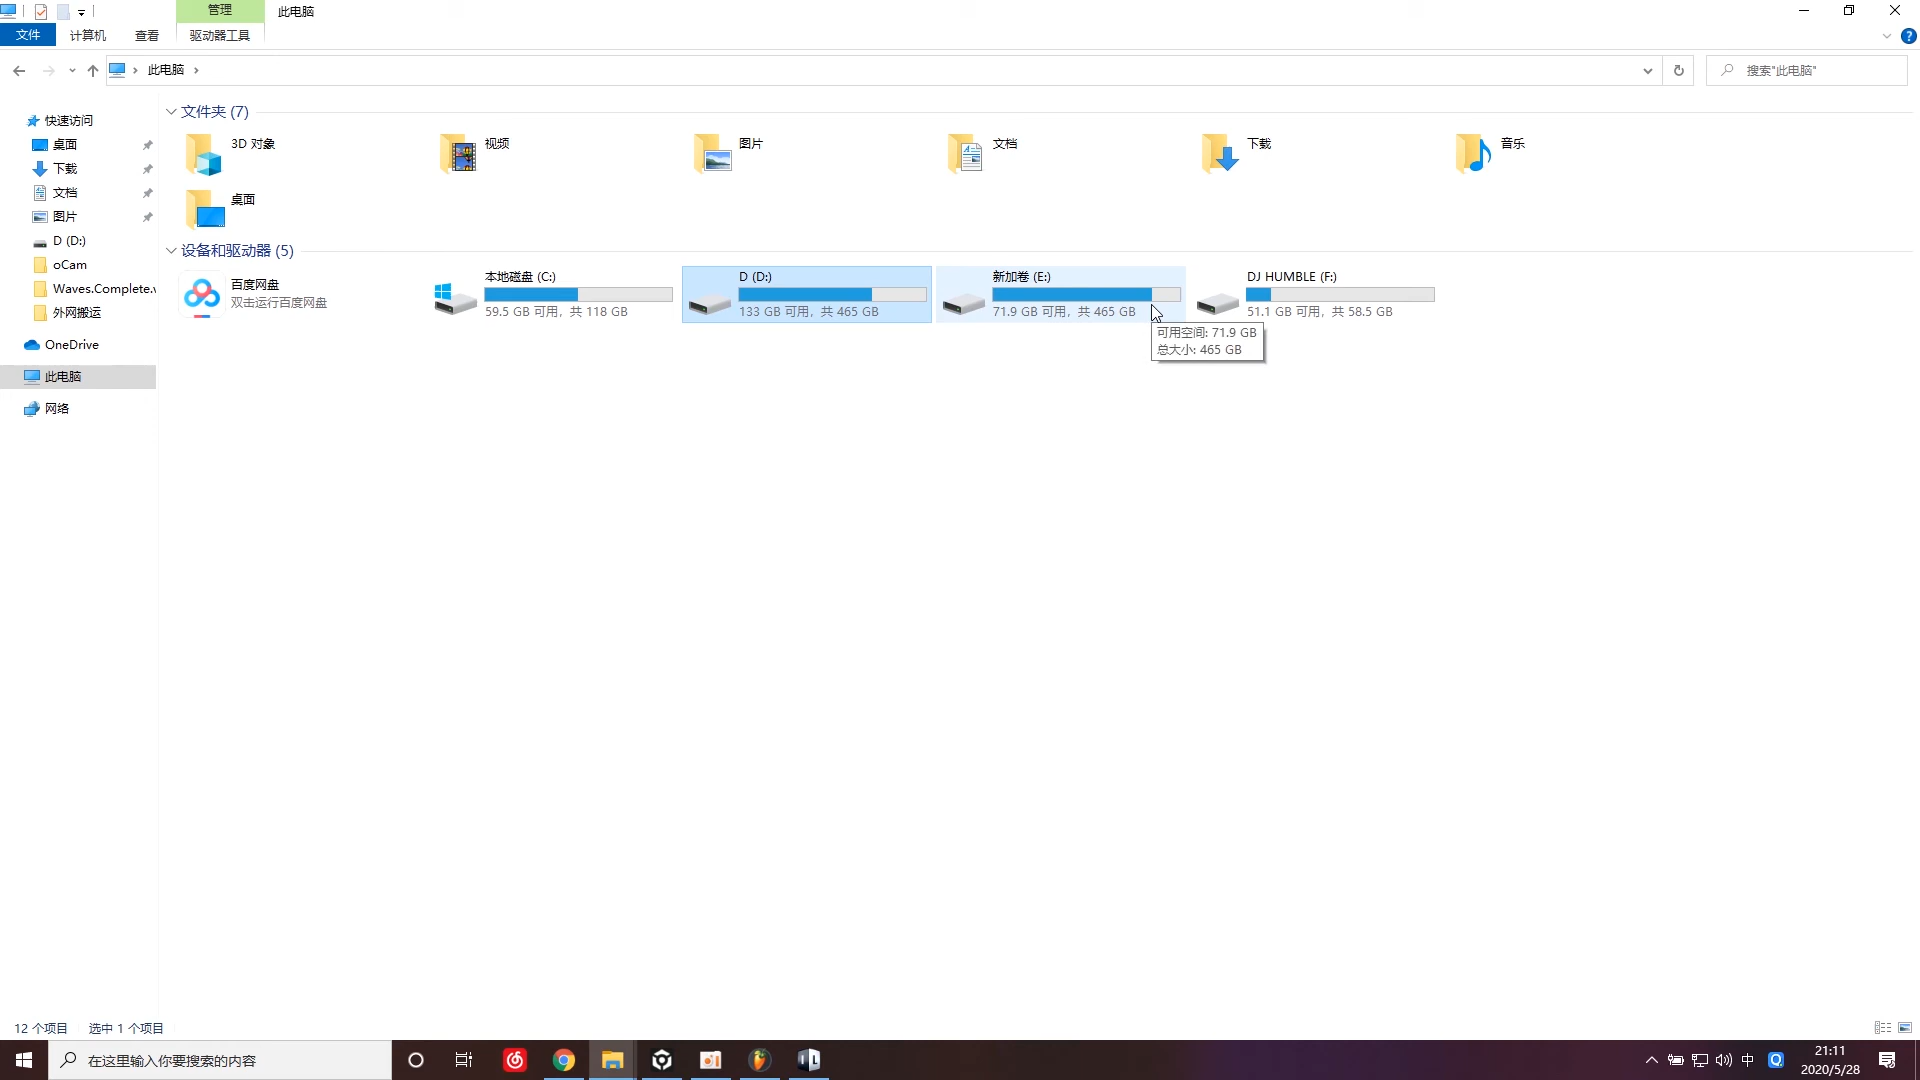 管理
此电脑
文件
计算机
查看
驱动器工具
此电脑
搜索"此电脑"
快速访问
桌面
下载
文档
图片
D (D:)
oCam
Waves.Complete.v
外网搬运
OneDrive
此电脑
网络
文件夹 (7)
3D 对象
视频
图片
文档
下载
音乐
桌面
设备和驱动器 (5)
百度网盘
双击运行百度网盘
本地磁盘 (C:)
59.5 GB 可用，共 118 GB
D (D:)
133 GB 可用，共 465 GB
新加卷 (E:)
71.9 GB 可用，共 465 GB
DJ HUMBLE (F:)
51.1 GB 可用，共 58.5 GB
可用空间: 71.9 GB
总大小: 465 GB
12 个项目
选中 1 个项目
在这里输入你要搜索的内容
中
21:11
2020/5/28